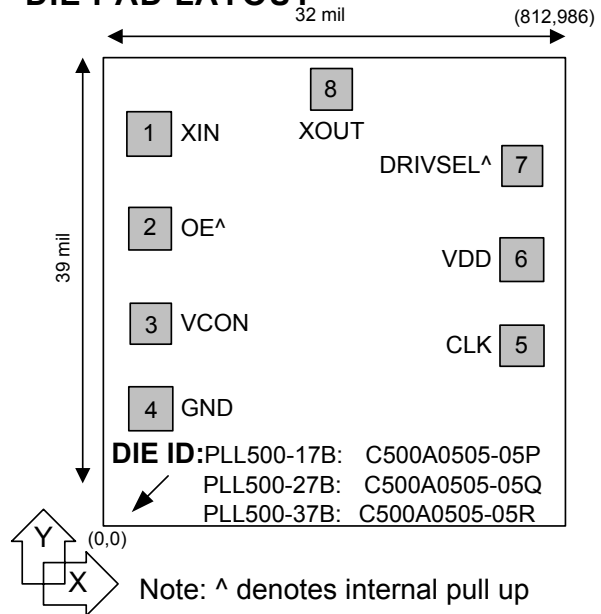 DIE PAD LAYOUT
32 mil
(812,986)
8
XOUT
1 XIN
DRIVSEL^ 7
2 OE^
VDD 6
39 mil
3 VCON
CLK 5
4 GND
DIE ID:PLL500-17B: C500A0505-05P
PLL500-27B: C500A0505-05Q
PLL500-37B: C500A0505-05R
Y
(0,0)
X
Note: ^ denotes internal pull up